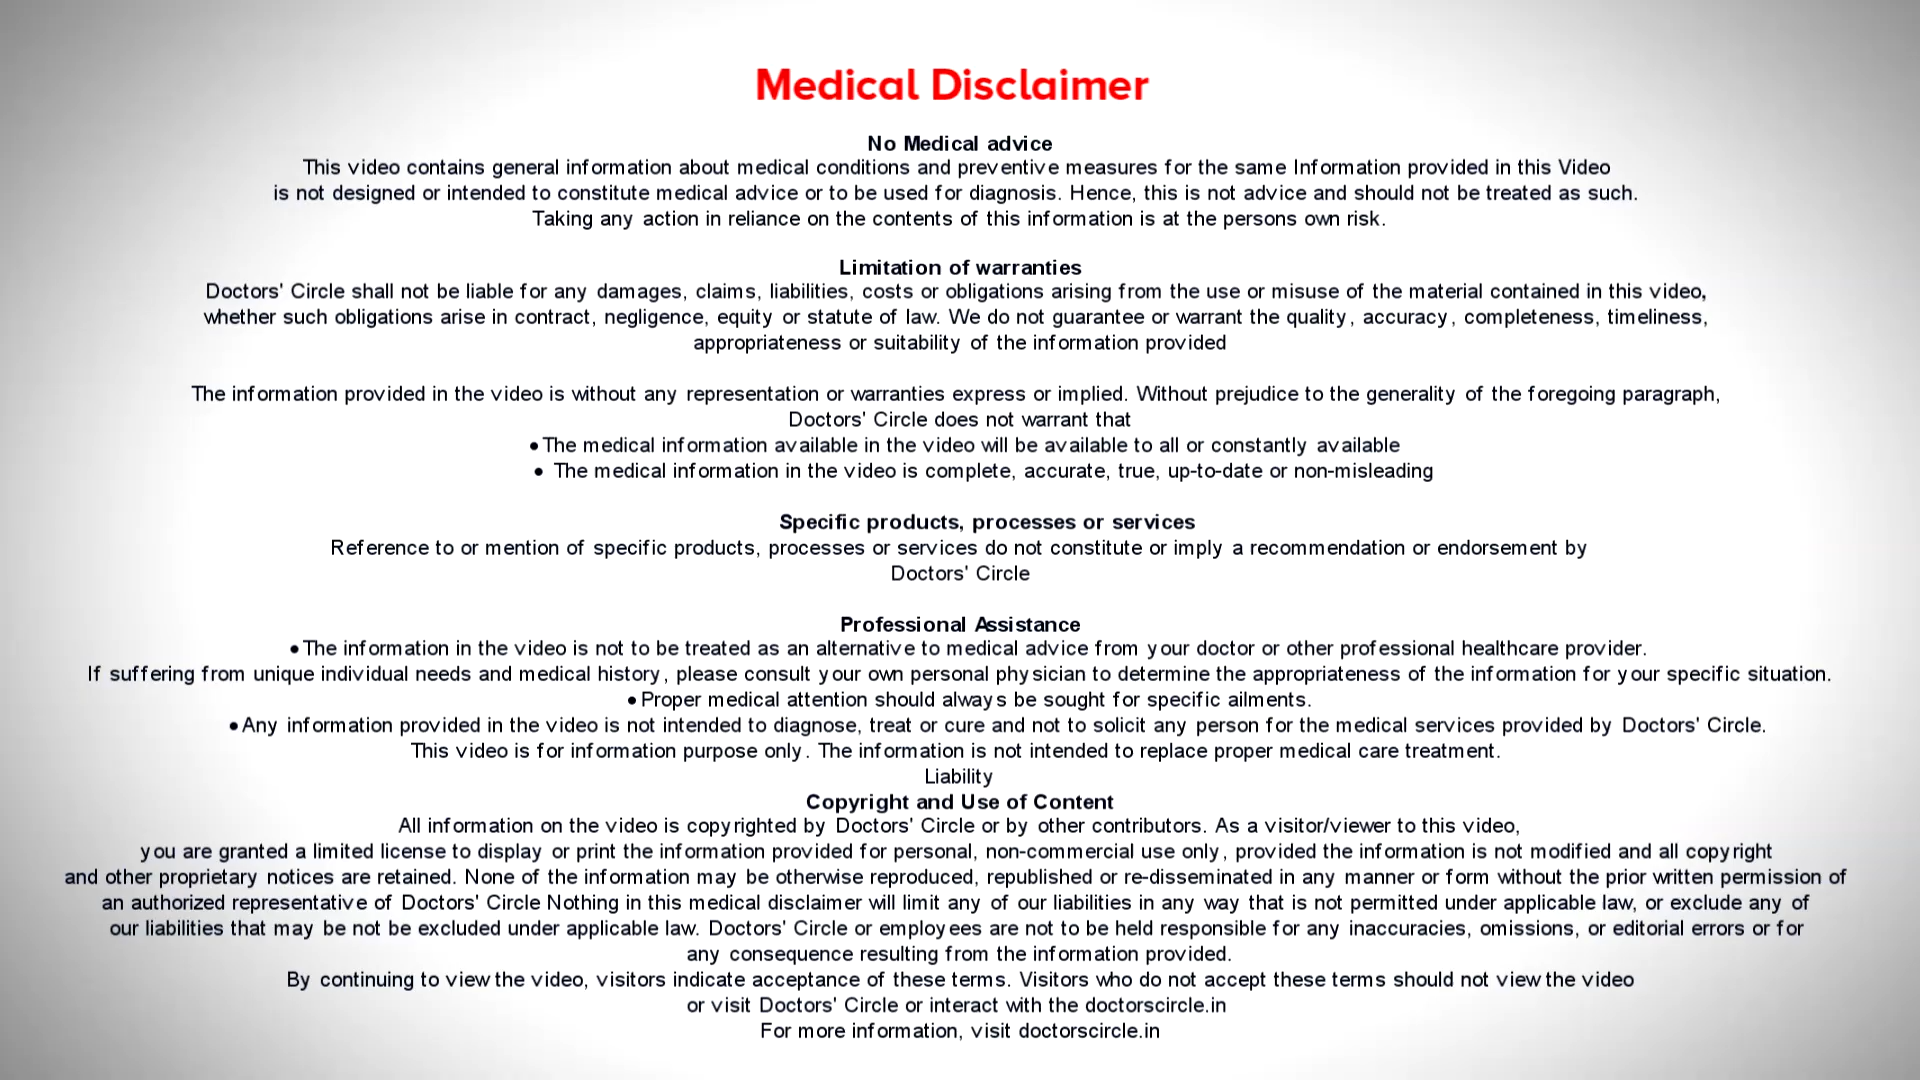 Medical Disclaimer
No Medical advice
This video contains general information about medical conditions and preventive measures for the same Information provided in this Video
is not designed or intended to constitute medical advice or to be used for diagnosis. Hence, this is not advice and should not be treated as such.
Taking any action in reliance on the contents of this information is at the persons own risk.
Limitation of warranties
Doctors' Circle shall not be liable for any damages, claims, liabilities, costs or obligations arising from the use or misuse of the material contained in this video,
whether such obligations arise in contract, negligence, equity or statute of law. We do not guarantee or warrant the quality, accuracy, completeness, timeliness,
appropriateness or suitability of the information provided
The information provided in the video is without any representation or warranties express or implied. Without prejudice to the generality of the foregoing paragraph,
Doctors' Circle does not warrant that
• The medical information available in the video will be available to all or constantly available
• The medical information in the video is complete, accurate, true, up-to-date or non-misleading
Specific products, processes or services
Reference to or mention of specific products, processes or services do not constitute or imply a recommendation or endorsement by
Doctors' Circle
Professional Assistance
• The information in the video is not to be treated as an alternative to medical advice from your doctor or other professional healthcare provider.
If suffering from unique individual needs and medical history, please consult your own personal physician to determine the appropriateness of the information for your specific situation.
• Proper medical attention should always be sought for specific ailments.
• Any information provided in the video is not intended to diagnose, treat or cure and not to solicit any person for the medical services provided by Doctors' Circle.
This video is for information purpose only. The information is not intended to replace proper medical care treatment.
Liability
Copyright and Use of Content
All information on the video is copyrighted by Doctors' Circle or by other contributors. As a visitor/viewer to this video,
you are granted a limited license to display or print the information provided for personal, non-commercial use only, provided the information is not modified and all copyright
and other proprietary notices are retained. None of the information may be otherwise reproduced, republished or re-disseminated in any manner or form without the prior written permission of
an authorized representative of Doctors' Circle Nothing in this medical disclaimer will limit any of our liabilities in any way that is not permitted under applicable law, or exclude any of
our liabilities that may be not be excluded under applicable law. Doctors' Circle or employees are not to be held responsible for any inaccuracies, omissions, or editorial errors or for
any consequence resulting from the information provided.
By continuing to view the video, visitors indicate acceptance of these terms. Visitors who do not accept these terms should not view the video
or visit Doctors' Circle or interact with the doctorscircle.in
For more information, visit doctorscircle.in